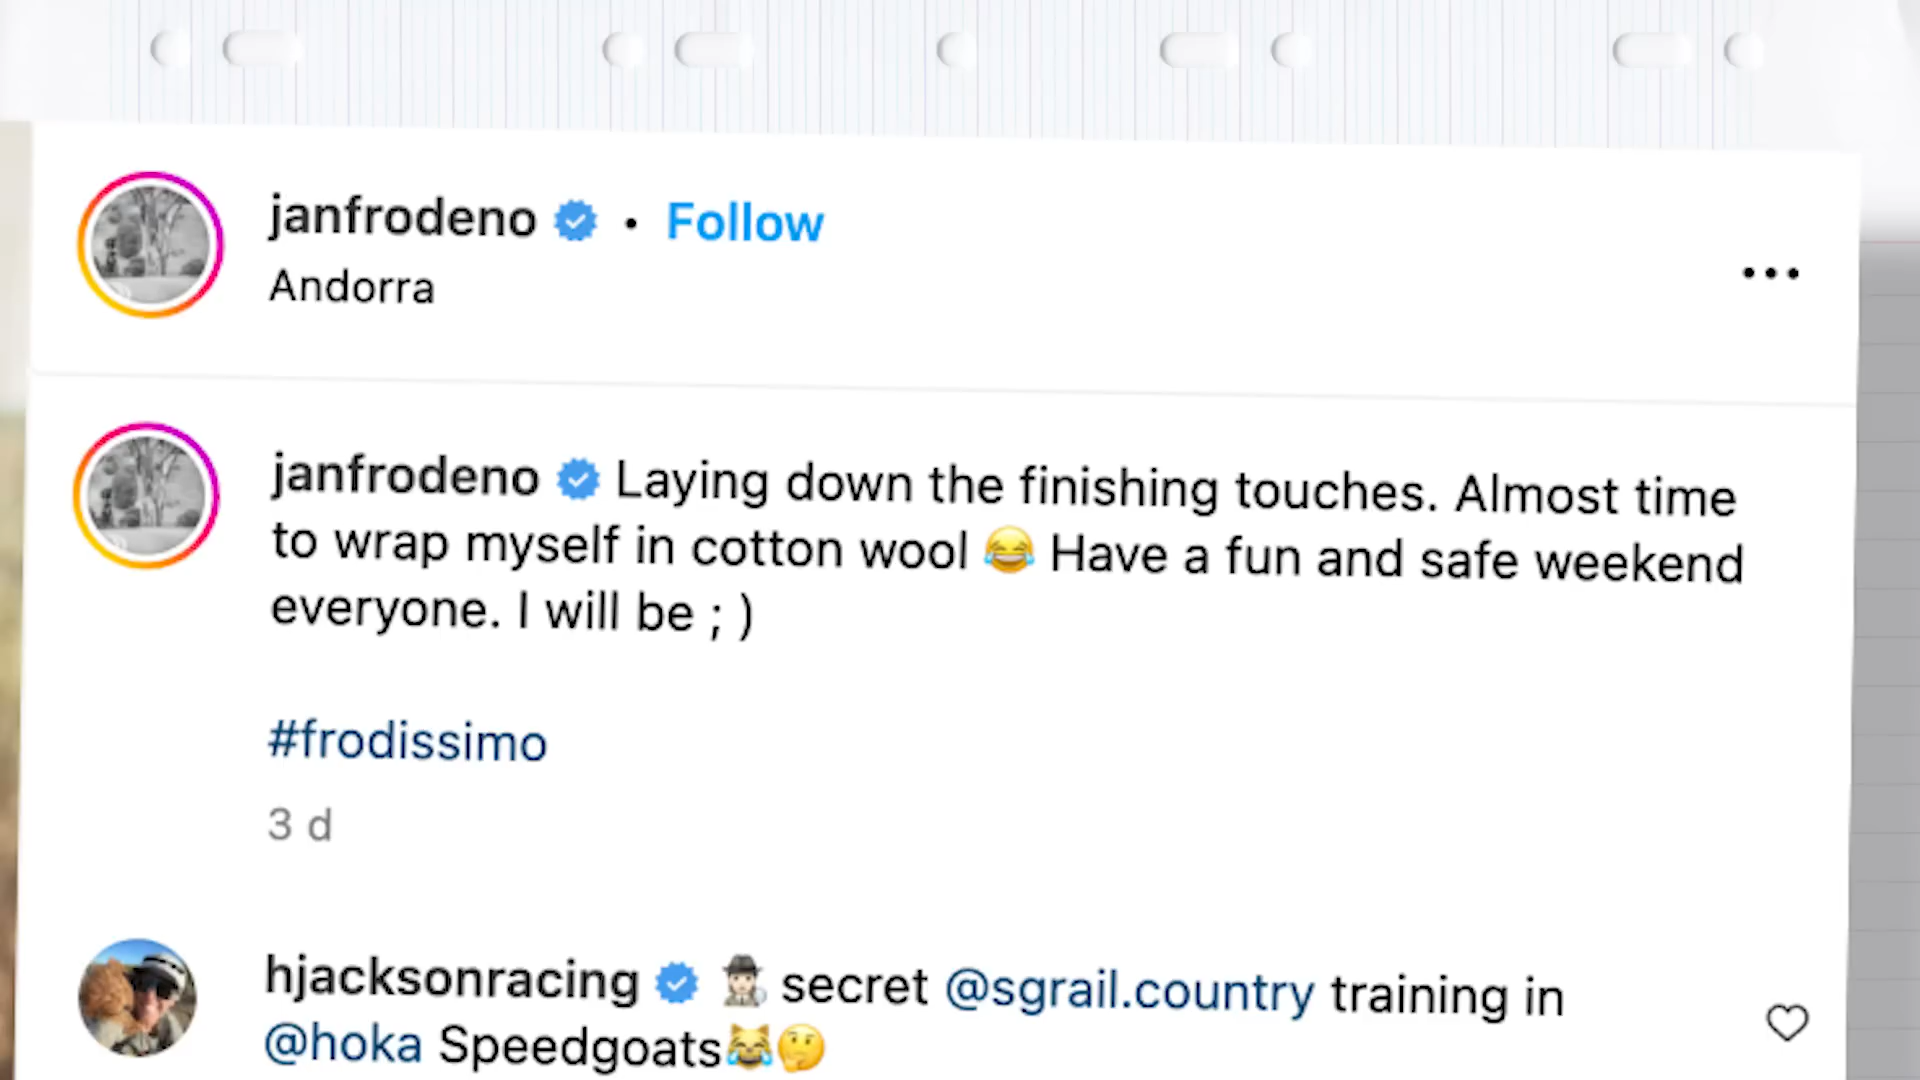 janfrodeno • Follow
Andorra
janfrodeno Laying down the finishing touches. Almost time
to wrap myself in cotton wool 😂 Have a fun and safe weekend
everyone. I will be ; )
#frodissimo
3 d
hjacksonracing 🕵🏻‍♀️ secret @sgrail.country training in
@hoka Speedgoats😹🤔